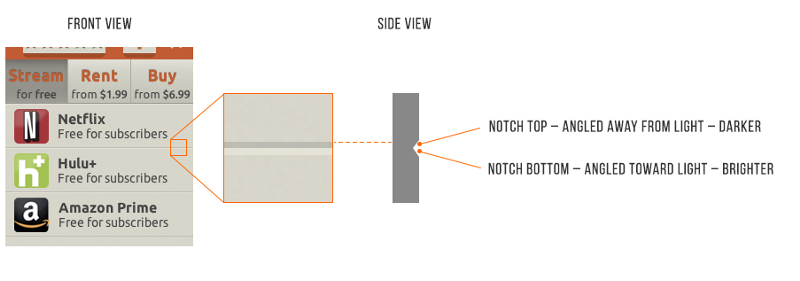 FRONT VIEW
SIDE VIEW
Stream
for free
Rent
from $1.99
Buy
from $6.99
N
Netflix
Free for subscribers
h+
Hulu+
Free for subscribers
a
Amazon Prime
Free for subscribers
NOTCH TOP – ANGLED AWAY FROM LIGHT – DARKER
NOTCH BOTTOM – ANGLED TOWARD LIGHT – BRIGHTER